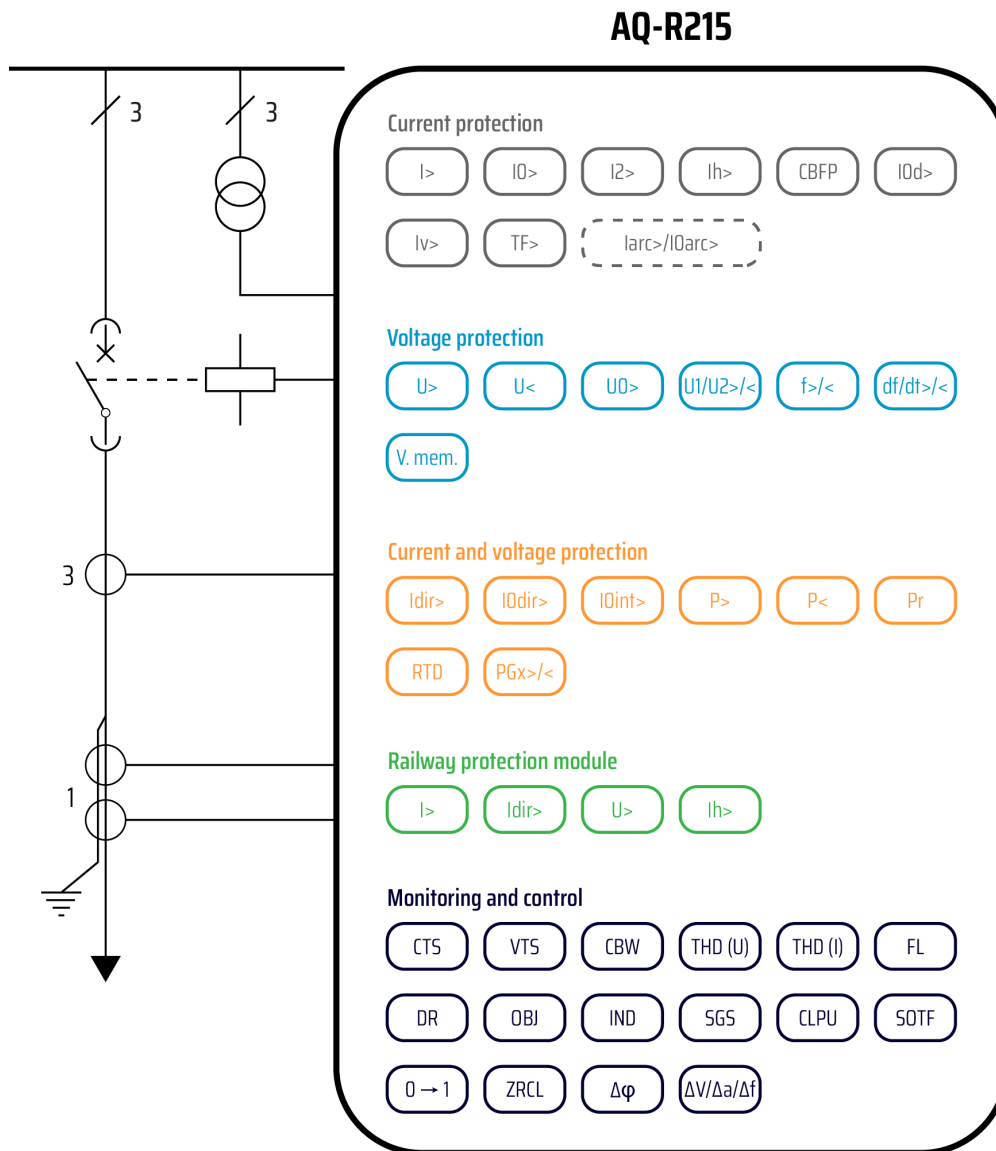 AQ-R215
3 3
Current protection
I> I0> I2> Ih> CBFP I0d>
Iv> TF> Iarc>/I0arc>
Voltage protection
U> U< U0> U1/U2>/< f>/< df/dt>/<
V. mem.
Current and voltage protection
3
Idir> I0dir> I0int> P> P< Pr
RTD PGx>/<
Railway protection module
1
I> Idir> U> Ih>
Monitoring and control
CTS VTS CBW THD (U) THD (I) FL
DR OBJ IND SGS CLPU SOTF
0 → 1 ZRCL Δφ ΔV/Δa/Δf